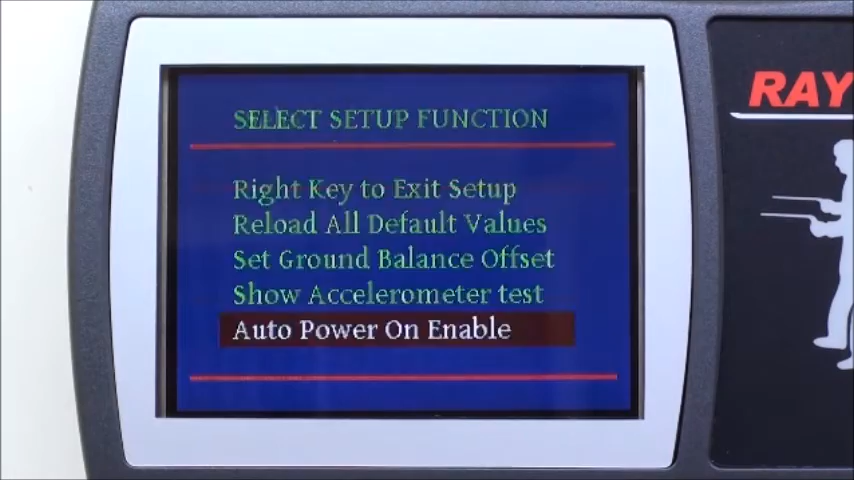 SELECT SETUP FUNCTION
Right Key to Exit Setup
Reload All Default Values
Set Ground Balance Offset
Show Accelerometer test
Auto Power On Enable
RAY